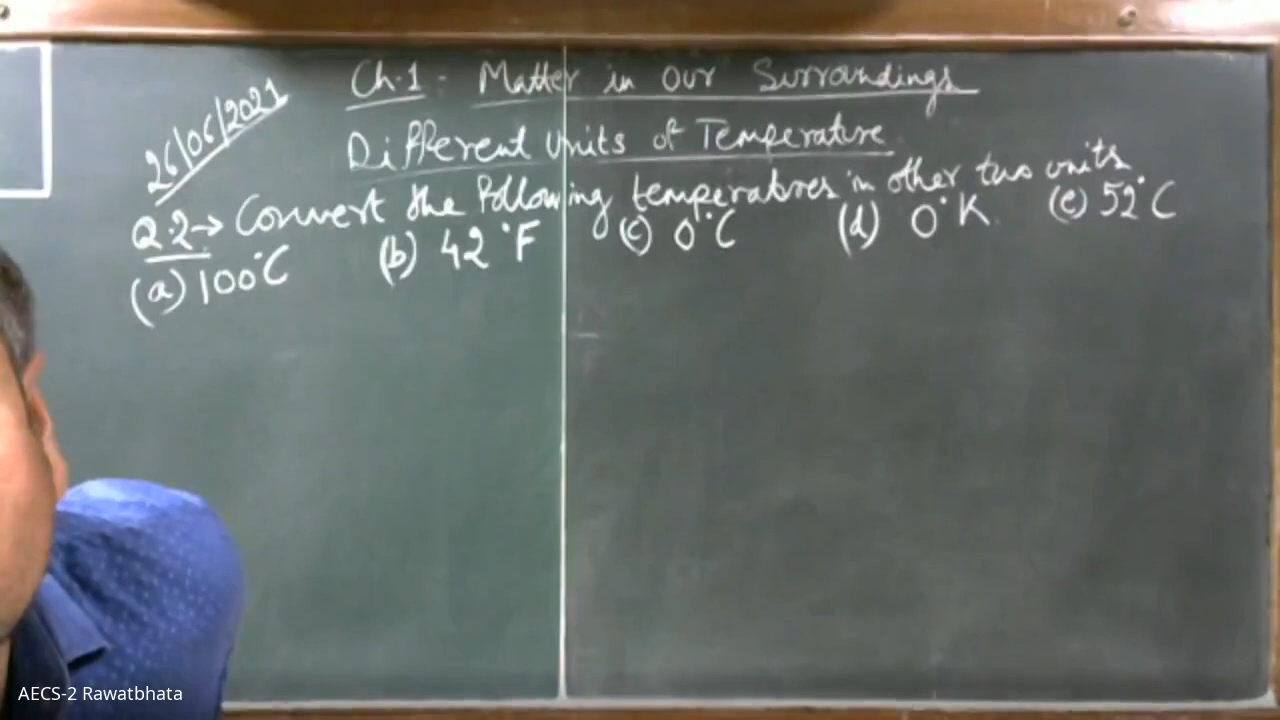 Ch.1: Matter in our Surroundings
26/06/2021
Different units of Temperature
Q.2→ Convert the following temperatures in other two units.
(a) 100°C (b) 42°F (c) 0°C (d) 0°K. (e) 52°C
AECS-2 Rawatbhata